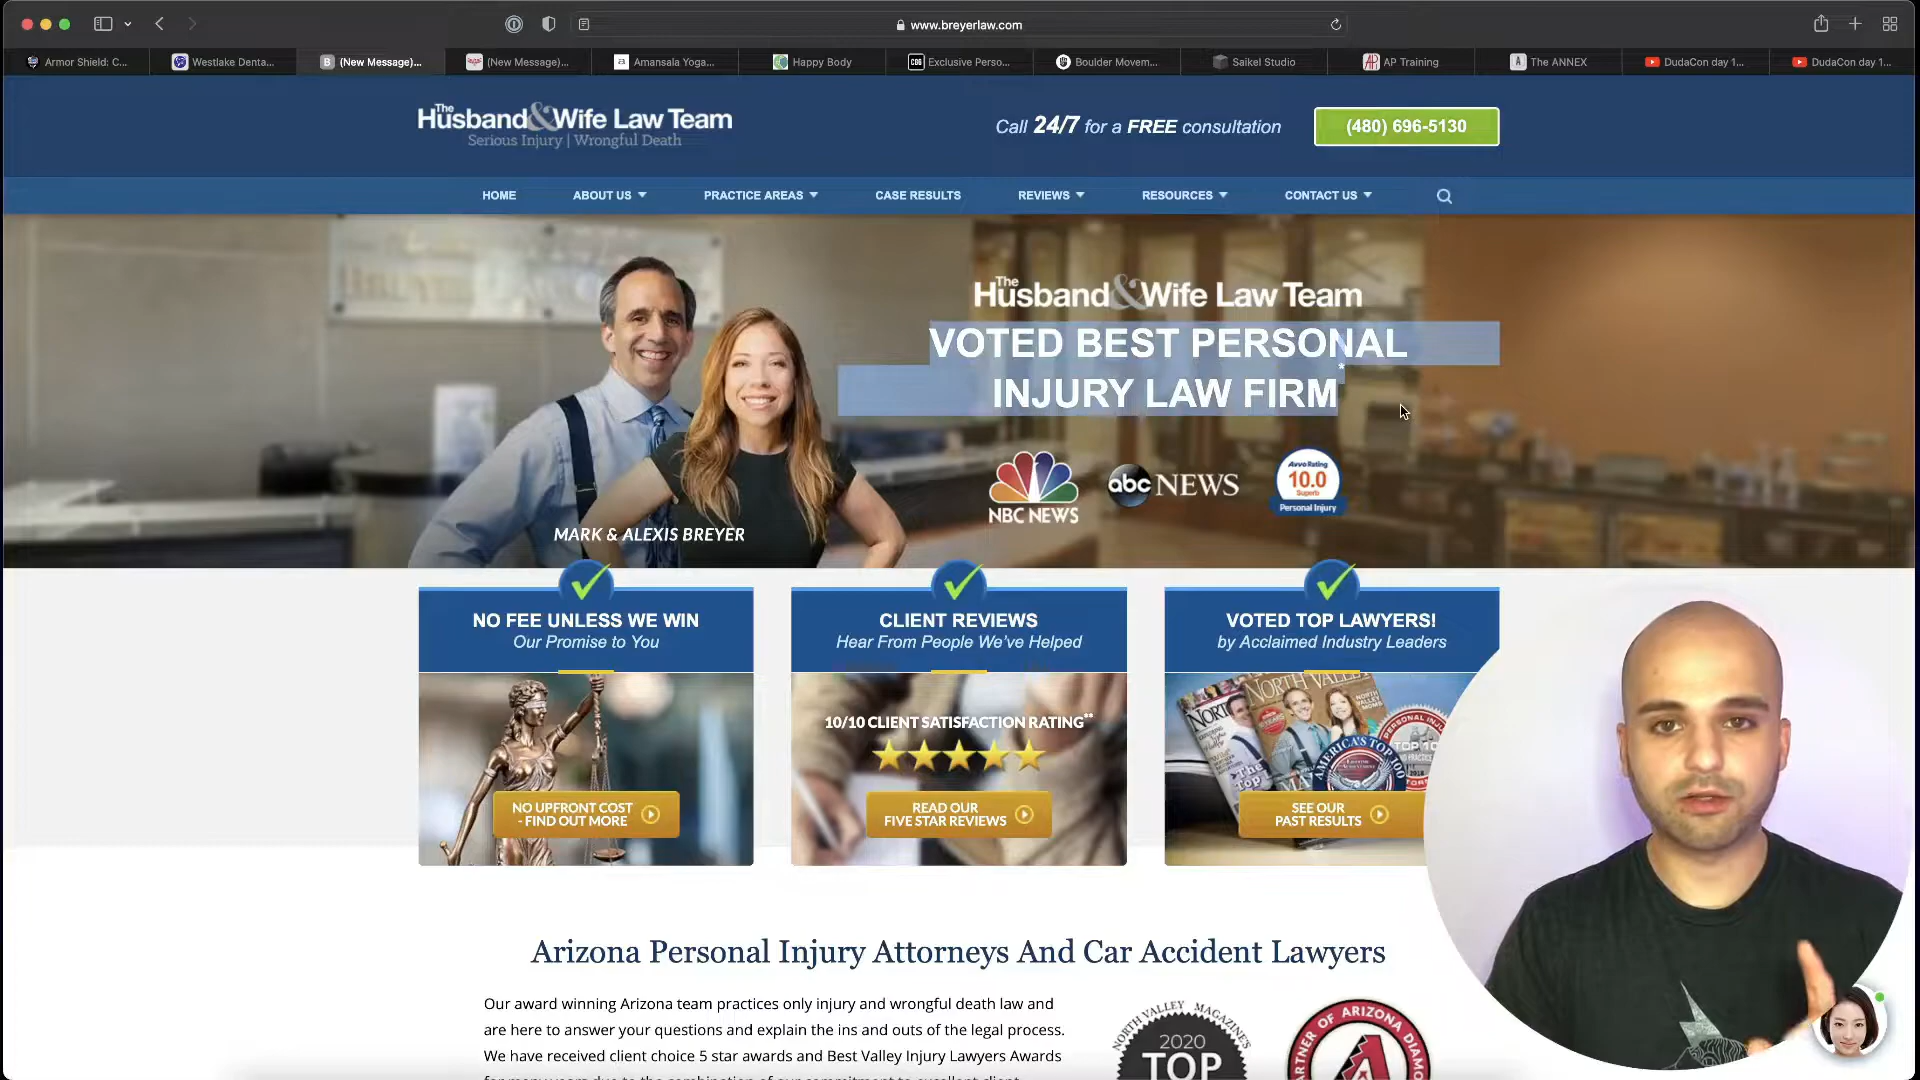 www.breyerlaw.com
Armor Shield: C...
Westlake Denta...
(New Message)...
(New Message)...
Amansala Yoga...
Happy Body
Exclusive Perso...
Boulder Movem...
Saikel Studio
AP Training
The ANNEX
DudaCon day 1...
DudaCon day 1...
The Husband & Wife Law Team
Serious Injury | Wrongful Death
Call 24/7 for a FREE consultation
(480) 696-5130
HOME
ABOUT US
PRACTICE AREAS
CASE RESULTS
REVIEWS
RESOURCES
CONTACT US
The Husband & Wife Law Team
VOTED BEST PERSONAL
INJURY LAW FIRM*
NBC NEWS
abc NEWS
Avvo Rating
10.0
Superb
Personal Injury
MARK & ALEXIS BREYER
NO FEE UNLESS WE WIN
Our Promise to You
NO UPFRONT COST
- FIND OUT MORE
CLIENT REVIEWS
Hear From People We've Helped
10/10 CLIENT SATISFACTION RATING**
READ OUR
FIVE STAR REVIEWS
VOTED TOP LAWYERS!
by Acclaimed Industry Leaders
NORTH VALLEY
AMERICA'S TOP 100
SEE OUR
PAST RESULTS
Arizona Personal Injury Attorneys And Car Accident Lawyers
Our award winning Arizona team practices only injury and wrongful death law and
are here to answer your questions and explain the ins and outs of the legal process.
We have received client choice 5 star awards and Best Valley Injury Lawyers Awards
NORTH VALLEY MAGAZINE'S
2020
TOP